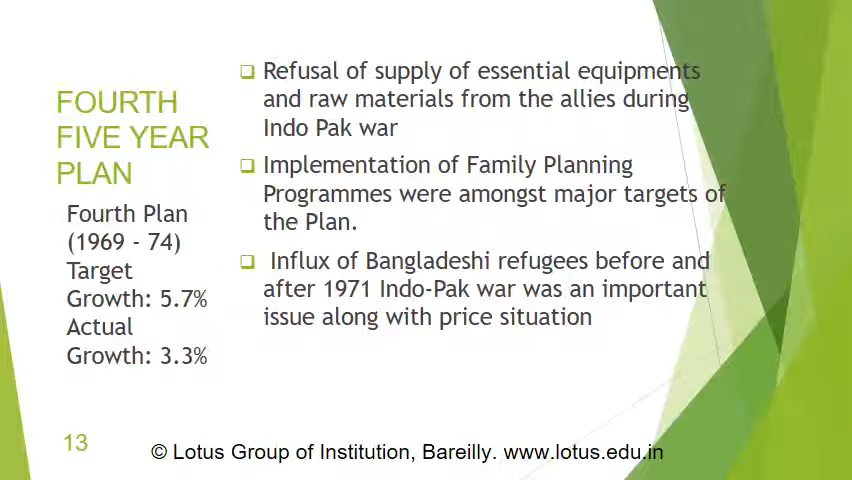 FOURTH
FIVE YEAR
PLAN
Fourth Plan
(1969 - 74)
Target
Growth: 5.7%
Actual
Growth: 3.3%
Refusal of supply of essential equipments
and raw materials from the allies during
Indo Pak war
Implementation of Family Planning
Programmes were amongst major targets of
the Plan.
Influx of Bangladeshi refugees before and
after 1971 Indo-Pak war was an important
issue along with price situation
13
© Lotus Group of Institution, Bareilly. www.lotus.edu.in